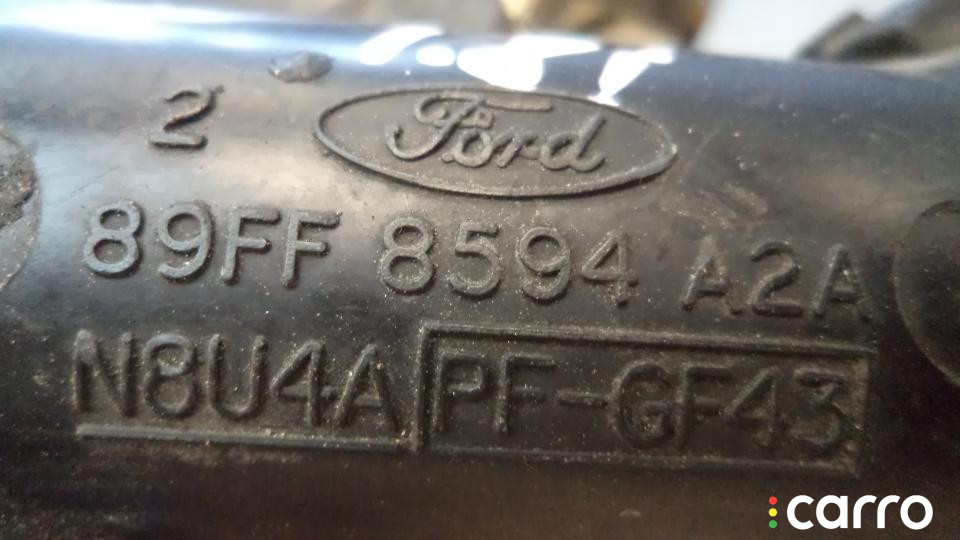 2 Ford
89FF 8594 A2A
N8U4A PF-GF43
carro